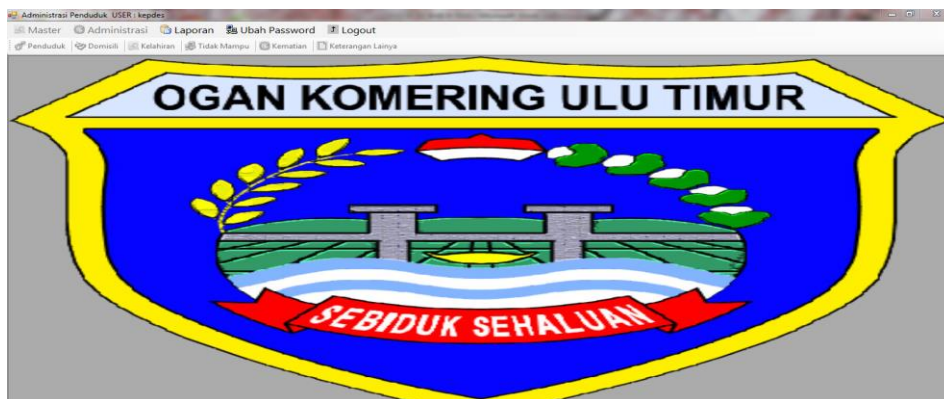 Administrasi Penduduk USER : kepdes
Master Administrasi Laporan Ubah Password Logout
Penduduk Domisili Kelahiran Tidak Mampu Kematian Keterangan Lainya
OGAN KOMERING ULU TIMUR
SEBIDUK SEHALUAN